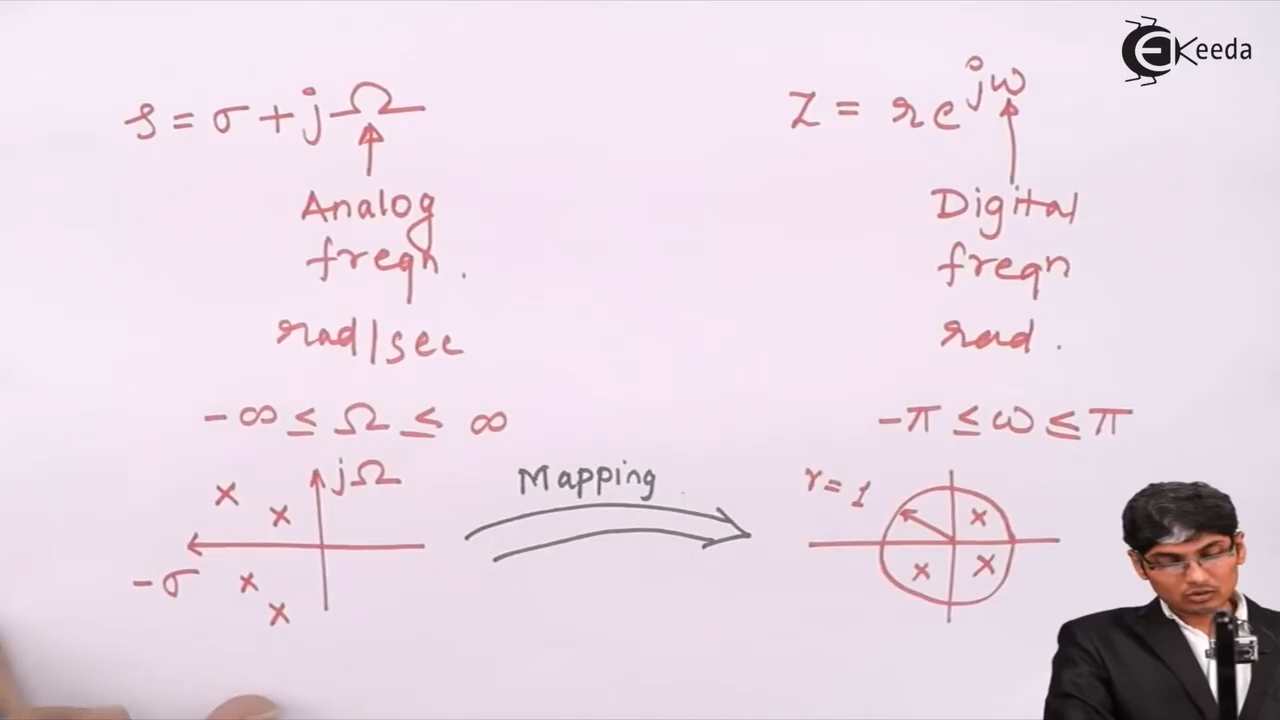 EKeeda
s = σ + jΩ
Analog
freqn.
rad/sec
-∞ ≤ Ω ≤ ∞
jΩ
-σ
Mapping
z = re^jω
Digital
freqn
rad.
-π ≤ ω ≤ π
r = 1